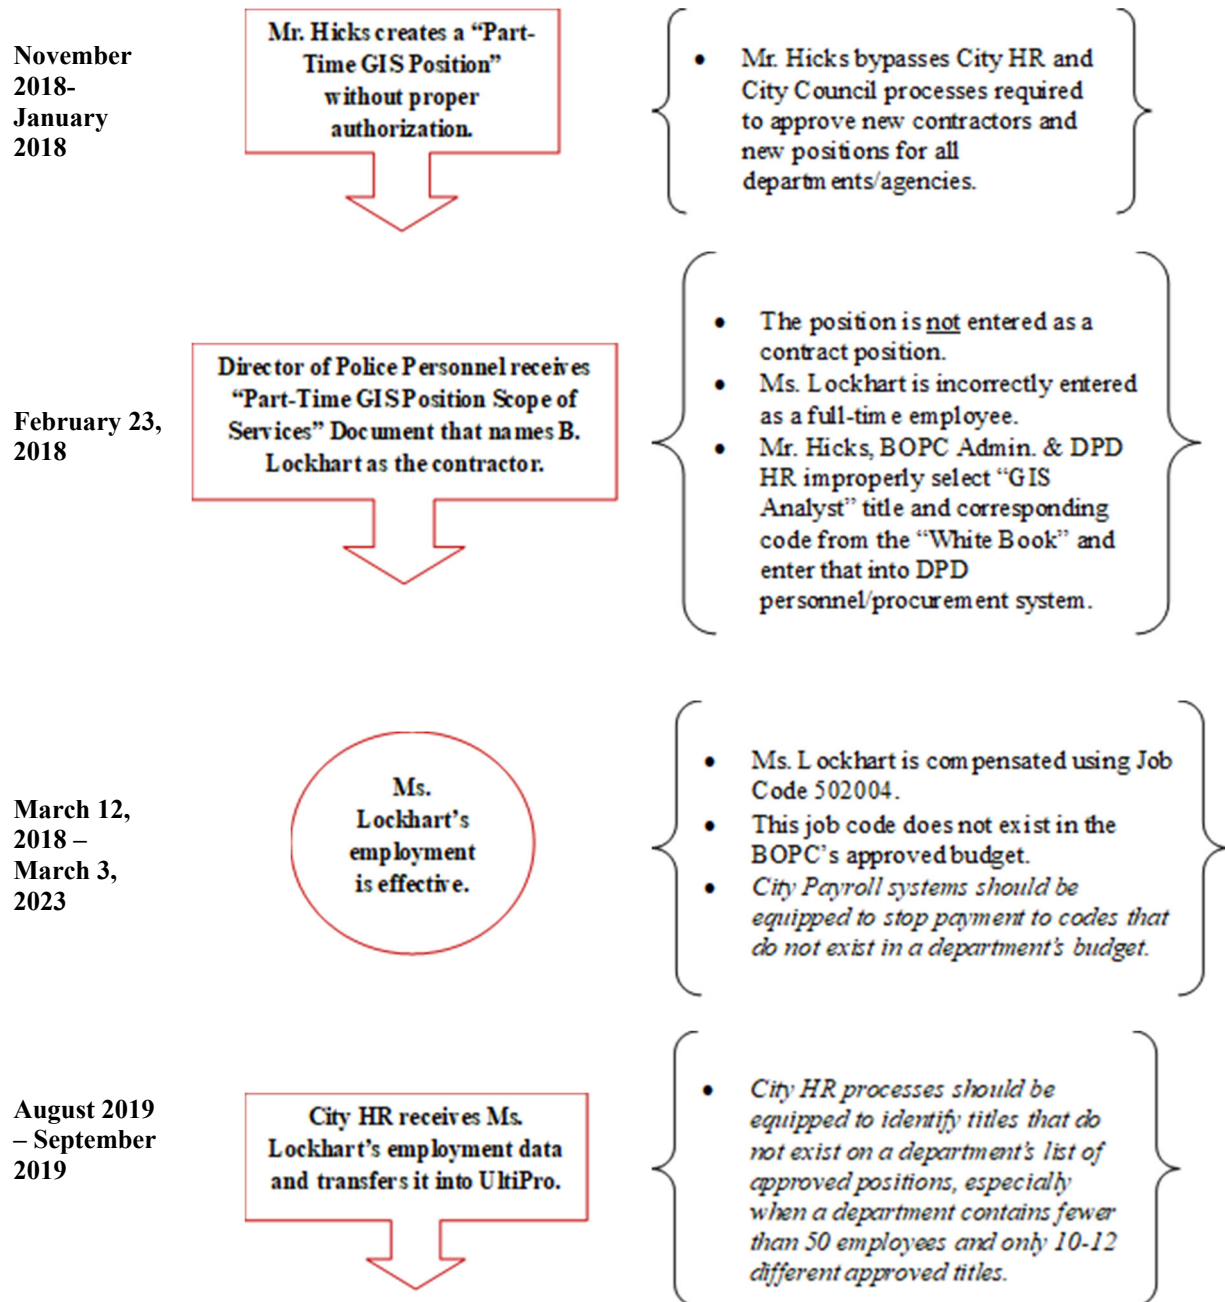 November
2018-
January
2018
Mr. Hicks creates a “Part-
Time GIS Position”
without proper
authorization.
• Mr. Hicks bypasses City HR and
City Council processes required
to approve new contractors and
new positions for all
departments/agencies.
February 23,
2018
Director of Police Personnel receives
“Part-Time GIS Position Scope of
Services” Document that names B.
Lockhart as the contractor.
• The position is not entered as a
contract position.
• Ms. Lockhart is incorrectly entered
as a full-time employee.
• Mr. Hicks, BOPC Admin. & DPD
HR improperly select “GIS
Analyst” title and corresponding
code from the “White Book” and
enter that into DPD
personnel/procurement system.
March 12,
2018 –
March 3,
2023
Ms.
Lockhart’s
employment
is effective.
• Ms. Lockhart is compensated using Job
Code 502004.
• This job code does not exist in the
BOPC’s approved budget.
• City Payroll systems should be
equipped to stop payment to codes that
do not exist in a department’s budget.
August 2019
– September
2019
City HR receives Ms.
Lockhart’s employment data
and transfers it into UltiPro.
• City HR processes should be
equipped to identify titles that do
not exist on a department’s list of
approved positions, especially
when a department contains fewer
than 50 employees and only 10-12
different approved titles.